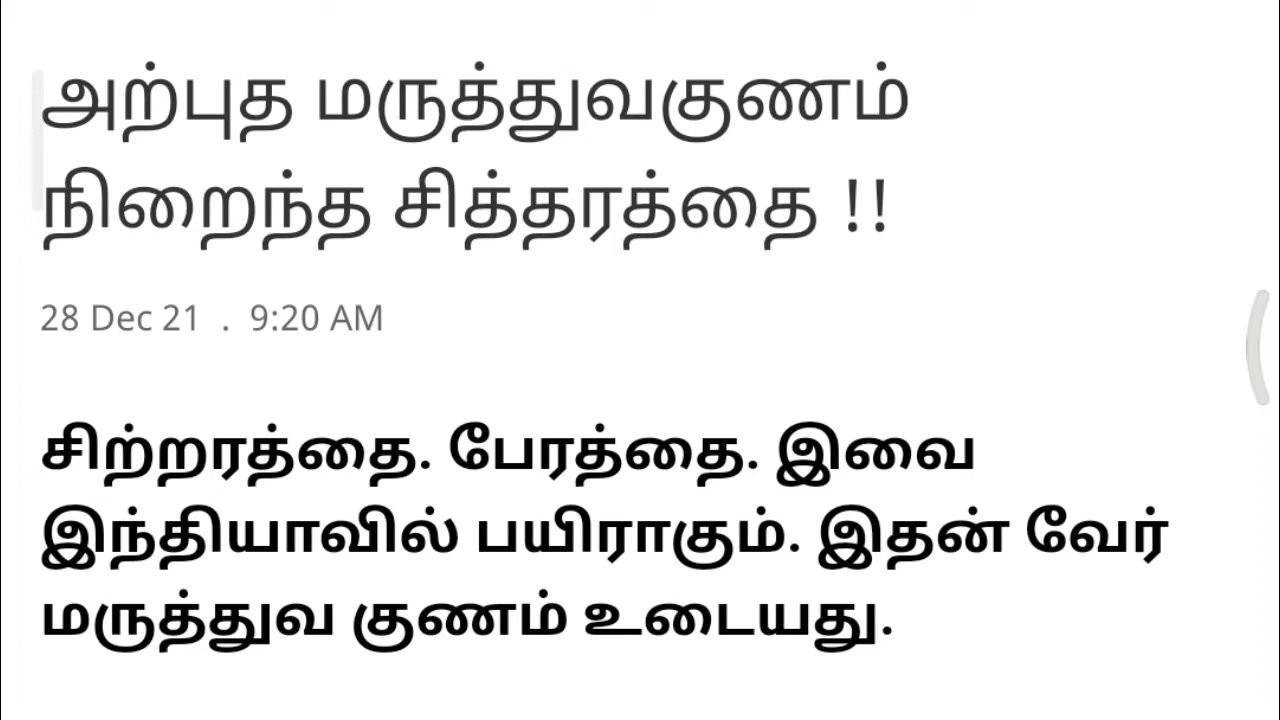 அற்புத மருத்துவகுணம்
நிறைந்த சித்தரத்தை !!
28 Dec 21 . 9:20 AM
சிற்றரத்தை. பேரத்தை. இவை
இந்தியாவில் பயிராகும். இதன் வேர்
மருத்துவ குணம் உடையது.